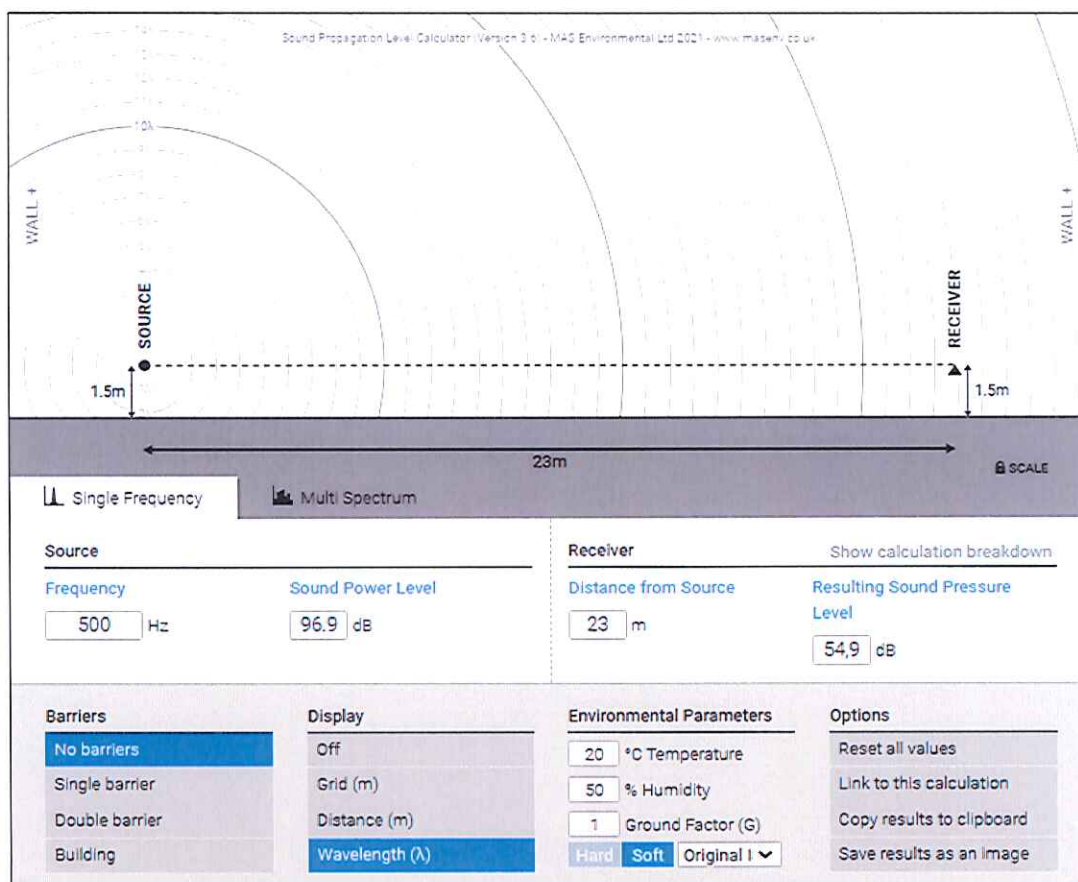 Sound Propagation Level Calculator (Version 3.6) - MAS Environmental Ltd 2021 - www.masenv.co.uk
10λ
WALL +
WALL +
SOURCE
RECEIVER
1.5m
1.5m
23m
SCALE
Single Frequency
Multi Spectrum
Source
Frequency
Sound Power Level
500 Hz
96.9 dB
Receiver
Show calculation breakdown
Distance from Source
Resulting Sound Pressure
Level
23 m
54,9 dB
Barriers
No barriers
Single barrier
Double barrier
Building
Display
Off
Grid (m)
Distance (m)
Wavelength (λ)
Environmental Parameters
20 °C Temperature
50 % Humidity
1 Ground Factor (G)
Hard Soft Original
Options
Reset all values
Link to this calculation
Copy results to clipboard
Save results as an image